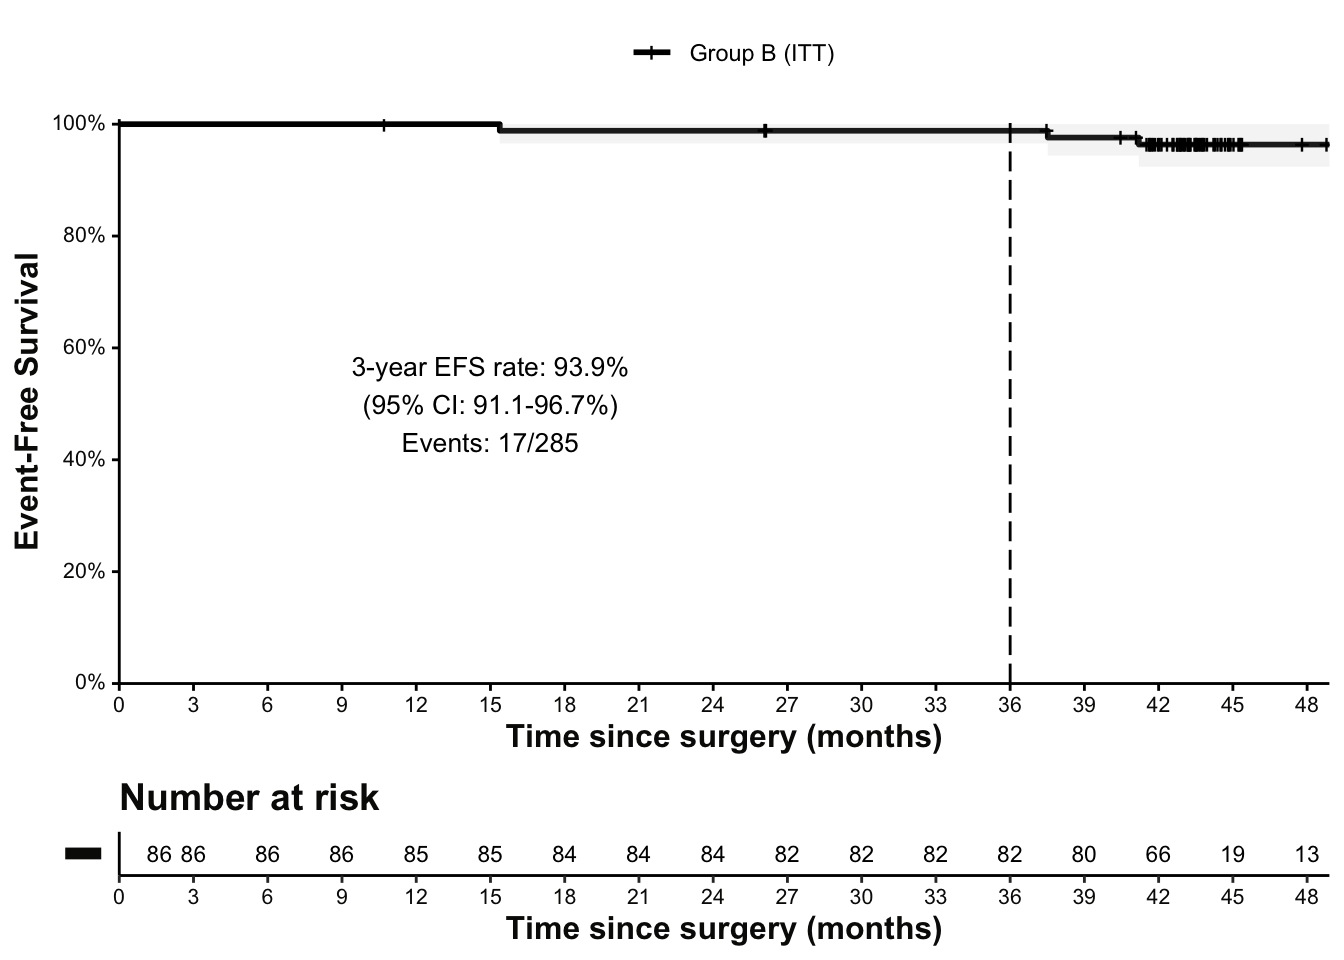 Group B (ITT)
100%
80%
60%
40%
20%
0%
Event-Free Survival
3-year EFS rate: 93.9%
(95% CI: 91.1-96.7%)
Events: 17/285
0 3 6 9 12 15 18 21 24 27 30 33 36 39 42 45 48
Time since surgery (months)
Number at risk
86 86 86 86 85 85 84 84 84 82 82 82 82 80 66 19 13
0 3 6 9 12 15 18 21 24 27 30 33 36 39 42 45 48
Time since surgery (months)